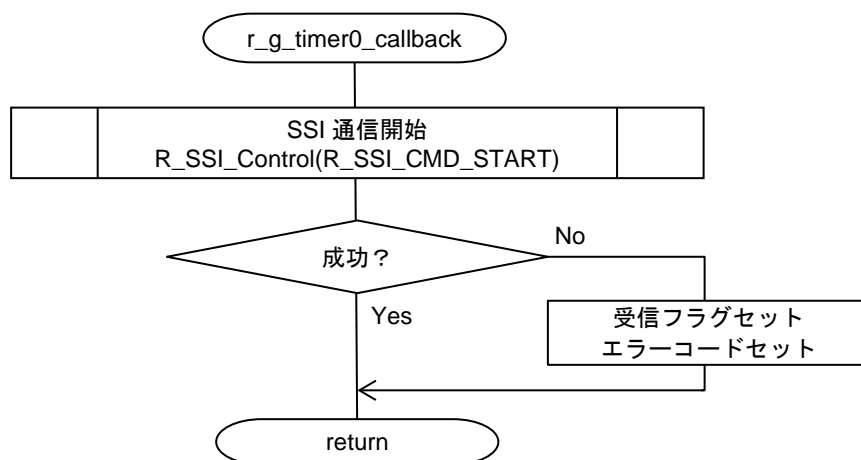 r_g_timer0_callback
SSI 通信開始
R_SSI_Control(R_SSI_CMD_START)
成功？
No
Yes
受信フラグセット
エラーコードセット
return